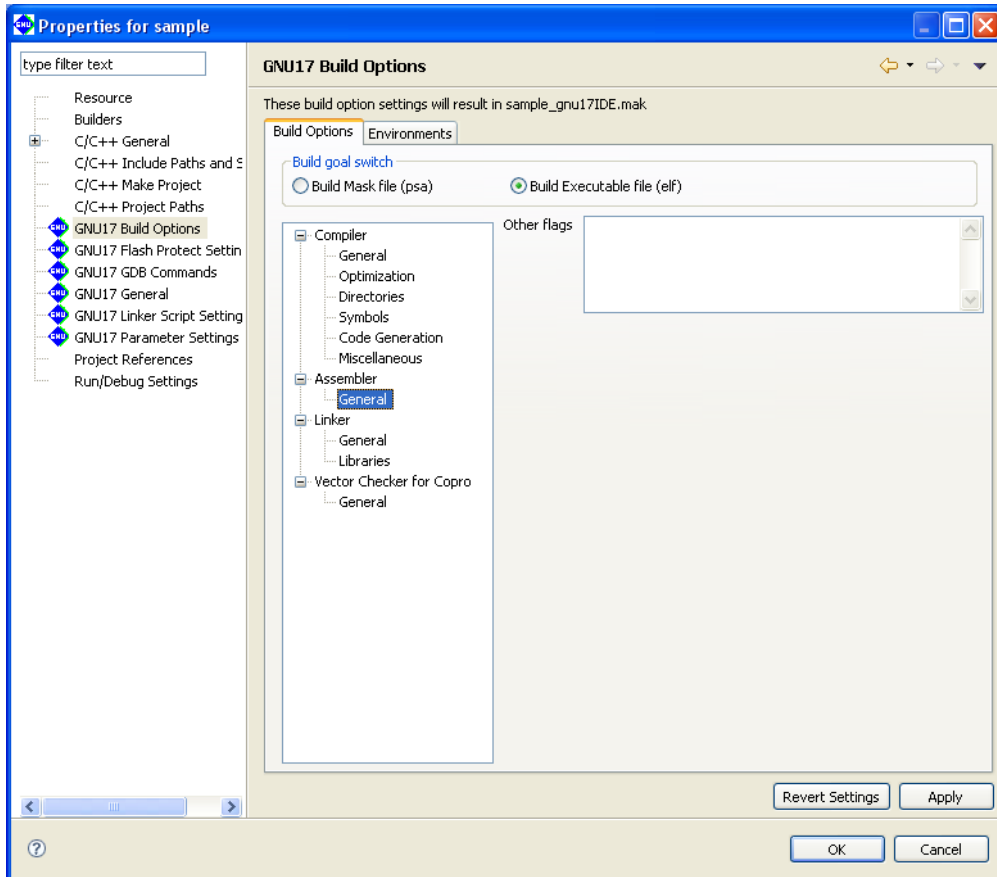 Properties for sample
type filter text
Resource
Builders
C/C++ General
C/C++ Include Paths and S
C/C++ Make Project
C/C++ Project Paths
GNU17 Build Options
GNU17 Flash Protect Settin
GNU17 GDB Commands
GNU17 General
GNU17 Linker Script Setting
GNU17 Parameter Settings
Project References
Run/Debug Settings
GNU17 Build Options
These build option settings will result in sample_gnu17IDE.mak
Build Options Environments
Build goal switch
Build Mask file (psa) Build Executable file (elf)
Compiler
General
Optimization
Directories
Symbols
Code Generation
Miscellaneous
Assembler
General
Linker
General
Libraries
Vector Checker for Copro
General
Other flags
Revert Settings Apply
OK Cancel